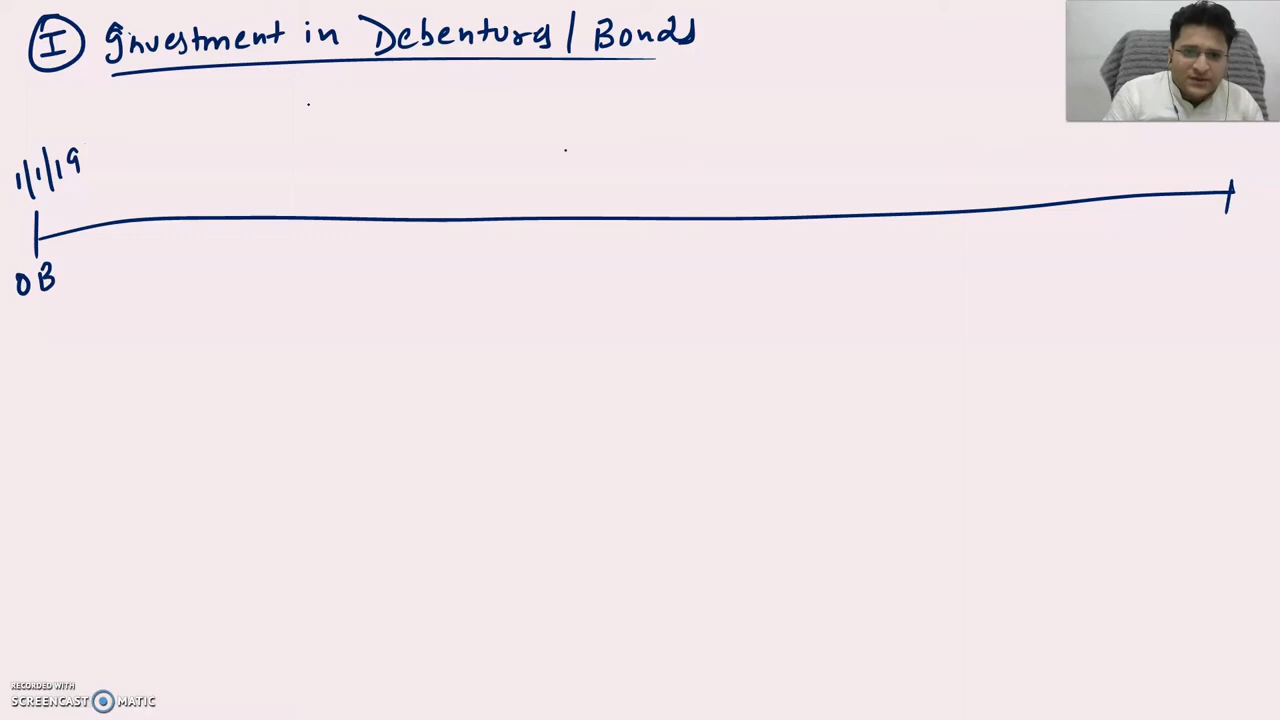 I Investment in Debentures / Bonds
1/1/19
OB
RECORDED WITH
SCREENCAST MATIC